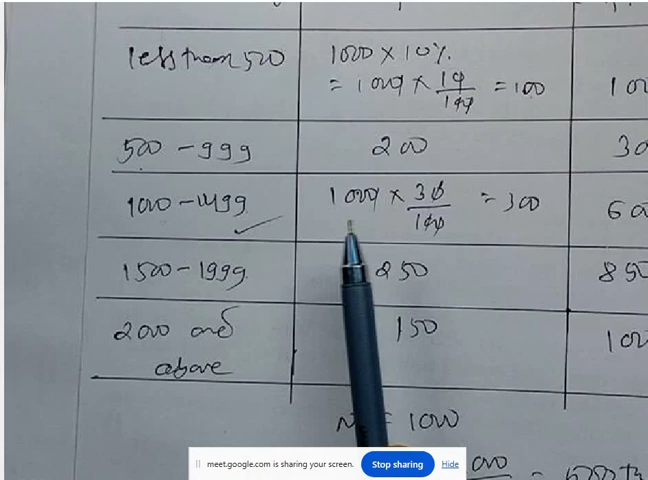 less than 500
1000 × 10%
= 1000 × 10/100 = 100
500 - 999
200
30
1000 - 1499
1000 × 30/100 = 300
60
1500 - 1999
250
850
2000 and
above
150
N = 1000
meet.google.com is sharing your screen. Stop sharing Hide